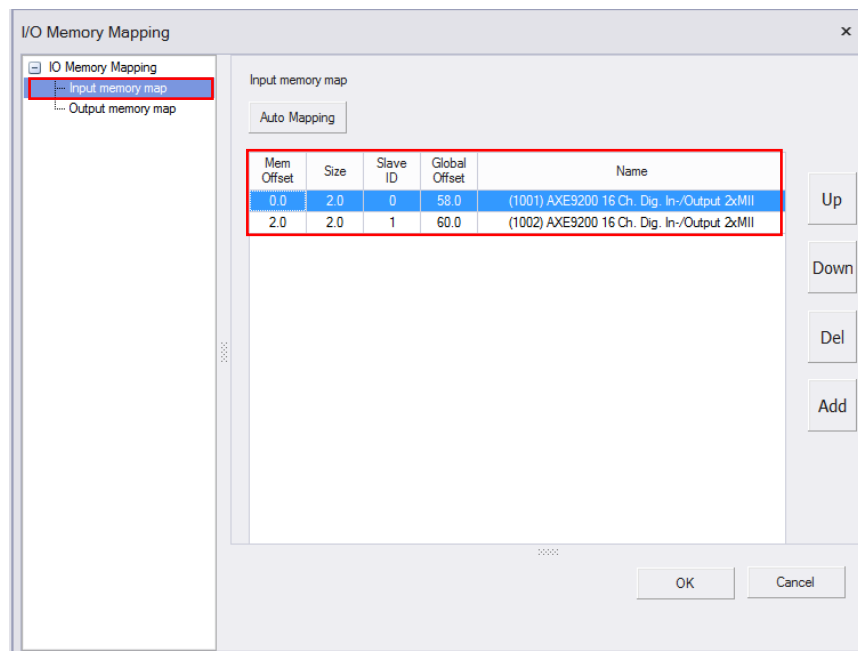 I/O Memory Mapping
×
IO Memory Mapping
Input memory map
Output memory map
Input memory map
Auto Mapping
Mem Offset Size Slave ID Global Offset Name
0.0 2.0 0 58.0 (1001) AXE9200 16 Ch. Dig. In-/Output 2xMII
2.0 2.0 1 60.0 (1002) AXE9200 16 Ch. Dig. In-/Output 2xMII
Up
Down
Del
Add
OK Cancel